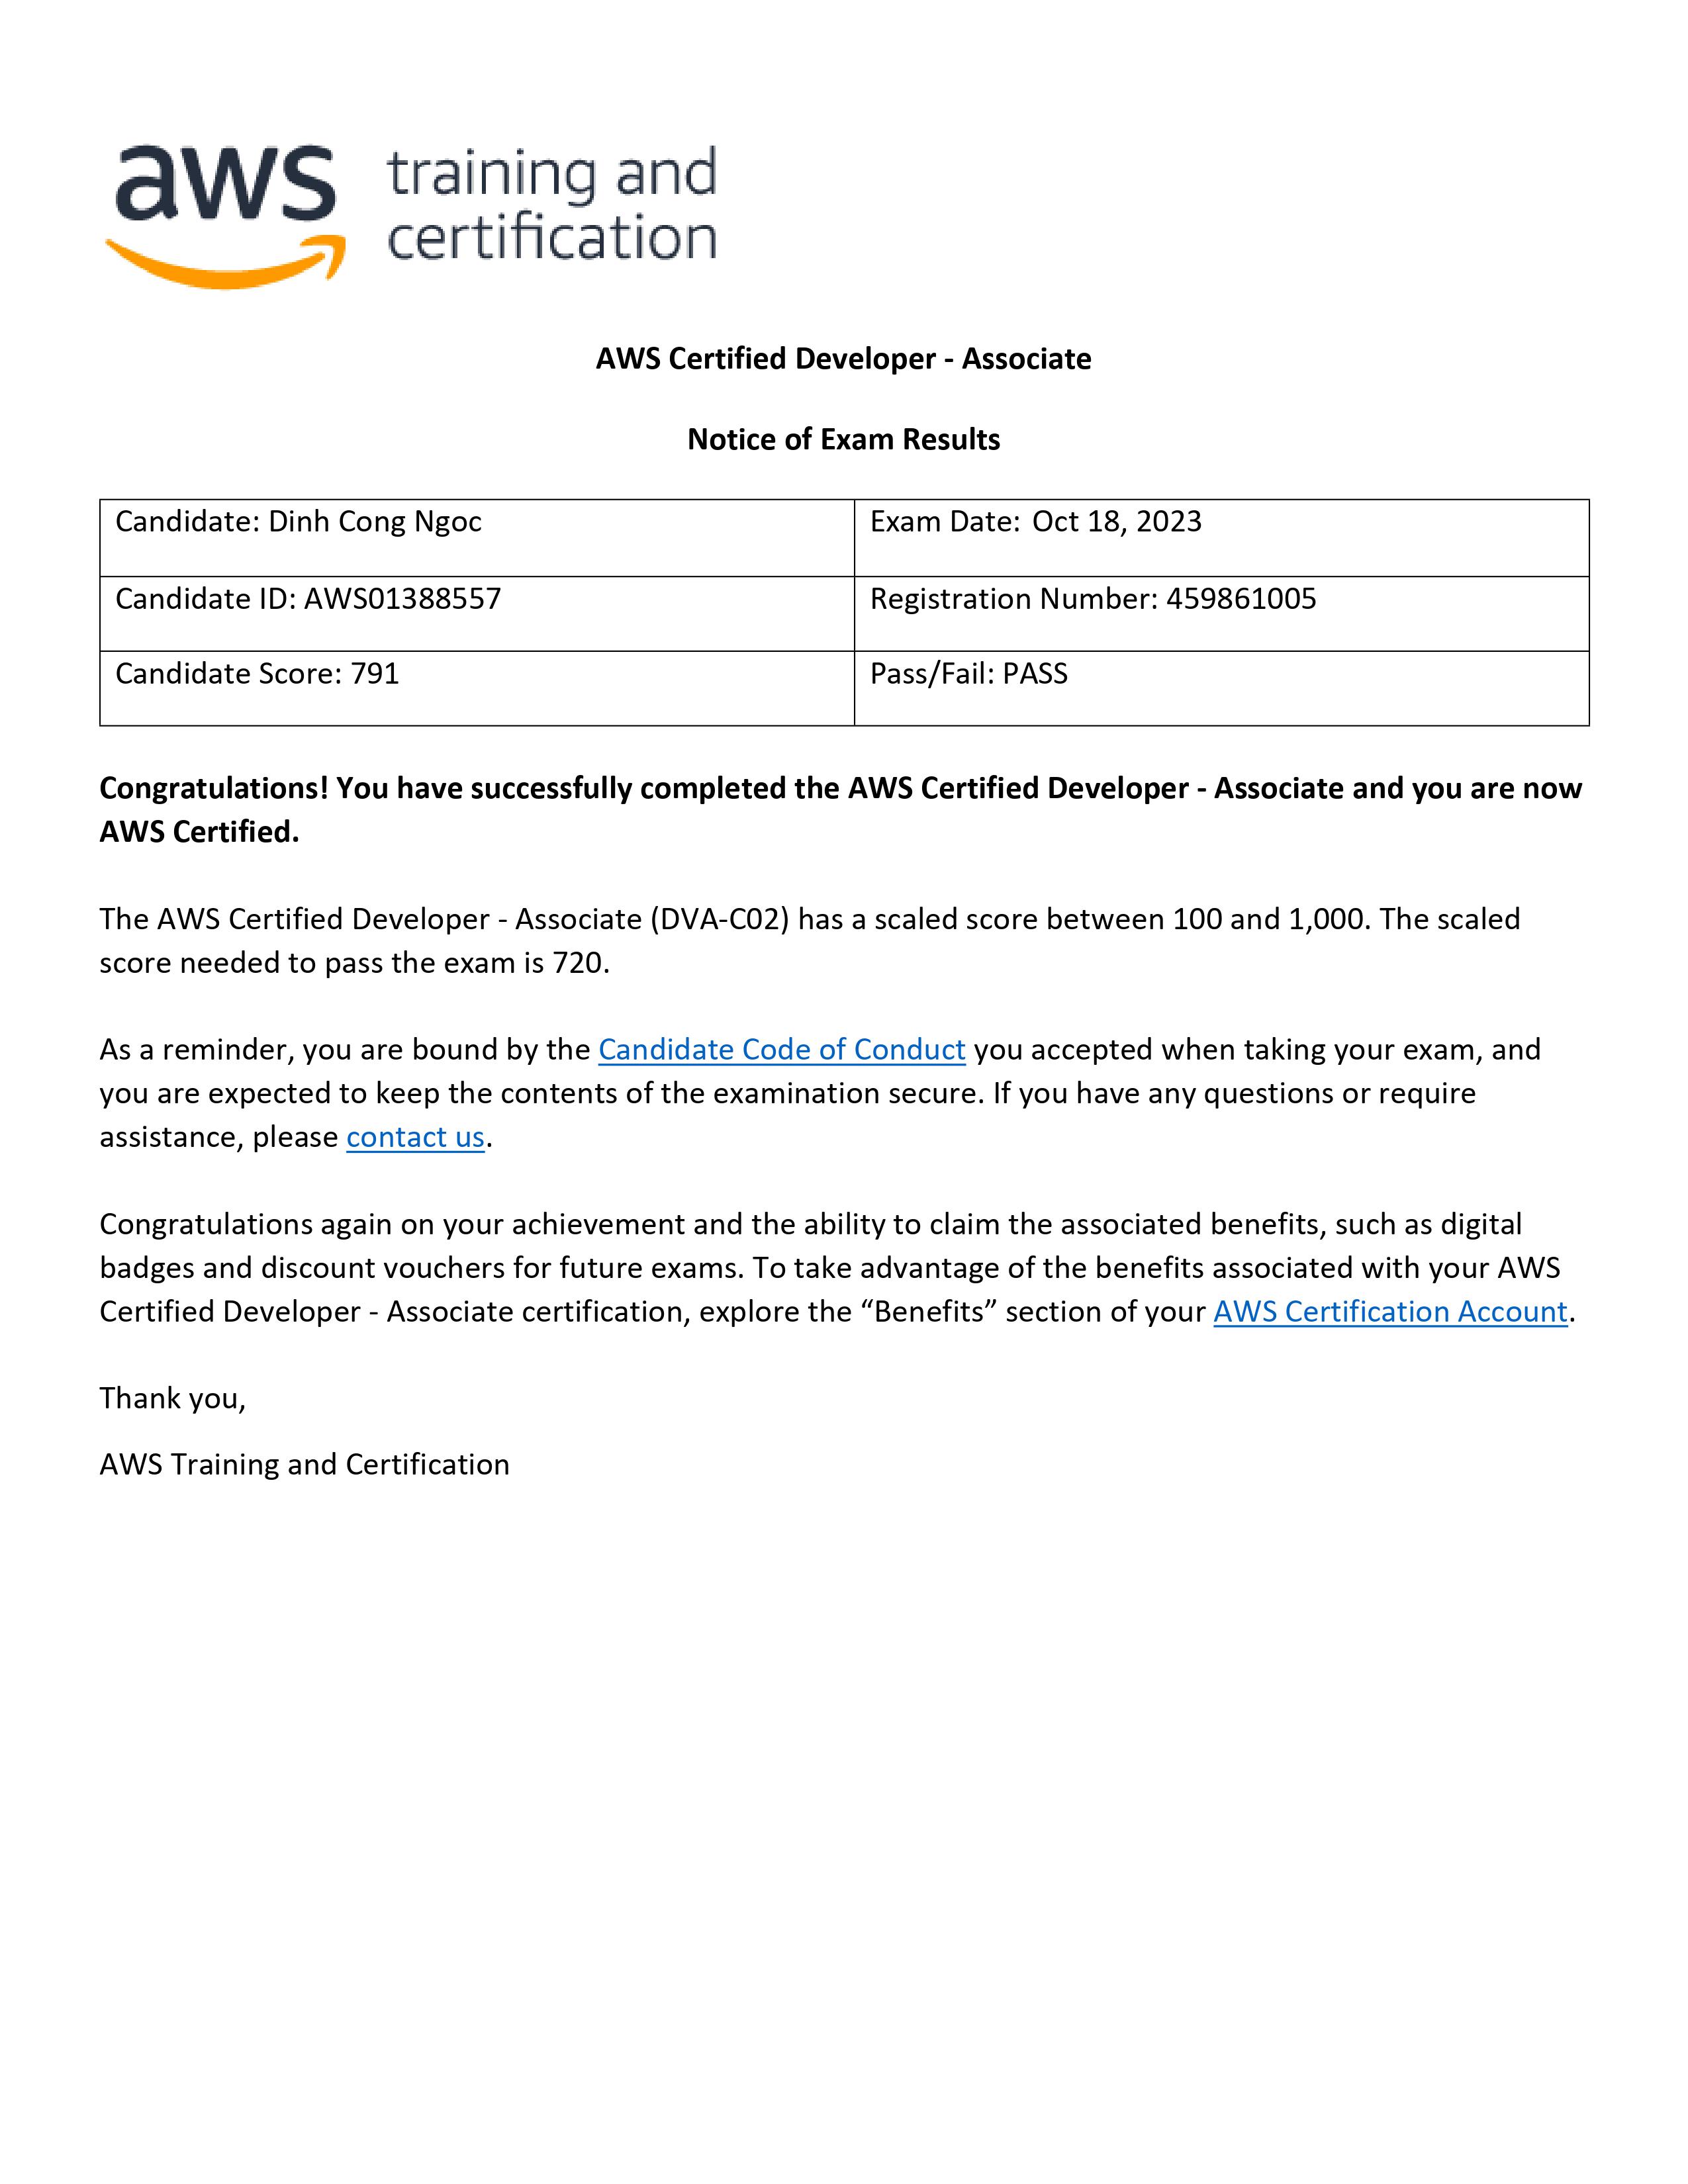 aws training and
certification
AWS Certified Developer - Associate
Notice of Exam Results
Candidate: Dinh Cong Ngoc
Exam Date: Oct 18, 2023
Candidate ID: AWS01388557
Registration Number: 459861005
Candidate Score: 791
Pass/Fail: PASS
Congratulations! You have successfully completed the AWS Certified Developer - Associate and you are now
AWS Certified.
The AWS Certified Developer - Associate (DVA-C02) has a scaled score between 100 and 1,000. The scaled
score needed to pass the exam is 720.
As a reminder, you are bound by the Candidate Code of Conduct you accepted when taking your exam, and
you are expected to keep the contents of the examination secure. If you have any questions or require
assistance, please contact us.
Congratulations again on your achievement and the ability to claim the associated benefits, such as digital
badges and discount vouchers for future exams. To take advantage of the benefits associated with your AWS
Certified Developer - Associate certification, explore the “Benefits” section of your AWS Certification Account.
Thank you,
AWS Training and Certification